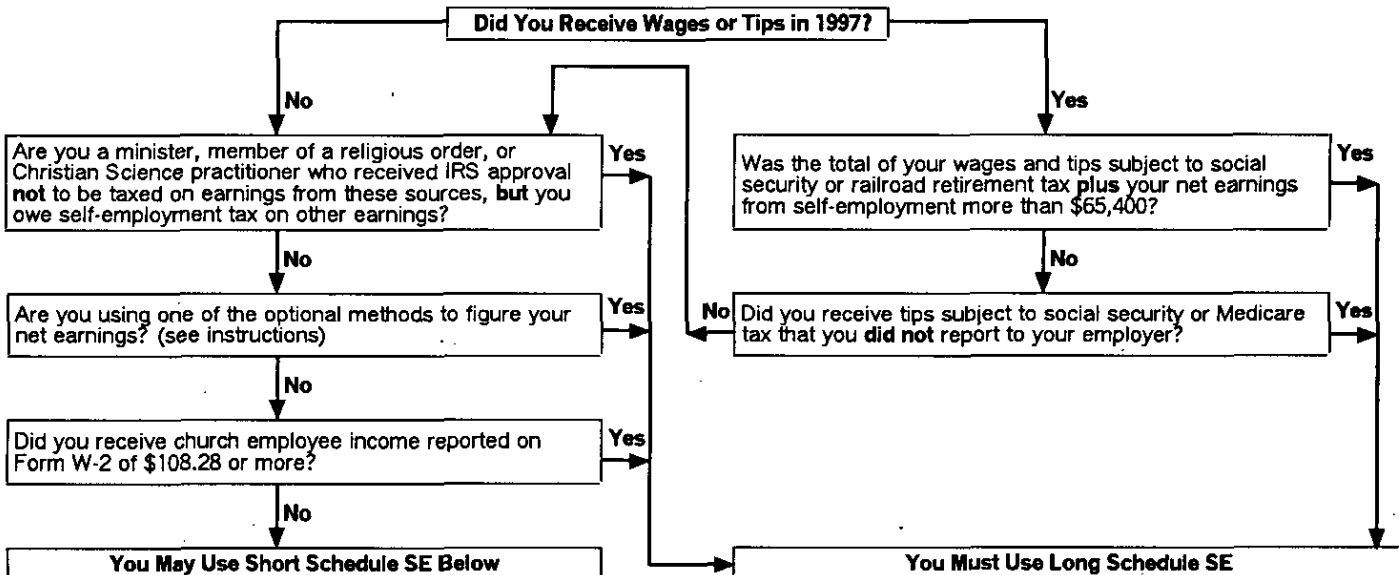 Did You Receive Wages or Tips in 1997?
No
Yes
Are you a minister, member of a religious order, or
Christian Science practitioner who received IRS approval
not to be taxed on earnings from these sources, but you
owe self-employment tax on other earnings?
Yes
Was the total of your wages and tips subject to social
security or railroad retirement tax plus your net earnings
from self-employment more than $65,400?
Yes
No
No
Are you using one of the optional methods to figure your
net earnings? (see instructions)
Yes
No
Did you receive tips subject to social security or Medicare
tax that you did not report to your employer?
Yes
No
Did you receive church employee income reported on
Form W-2 of $108.28 or more?
Yes
No
You May Use Short Schedule SE Below
You Must Use Long Schedule SE